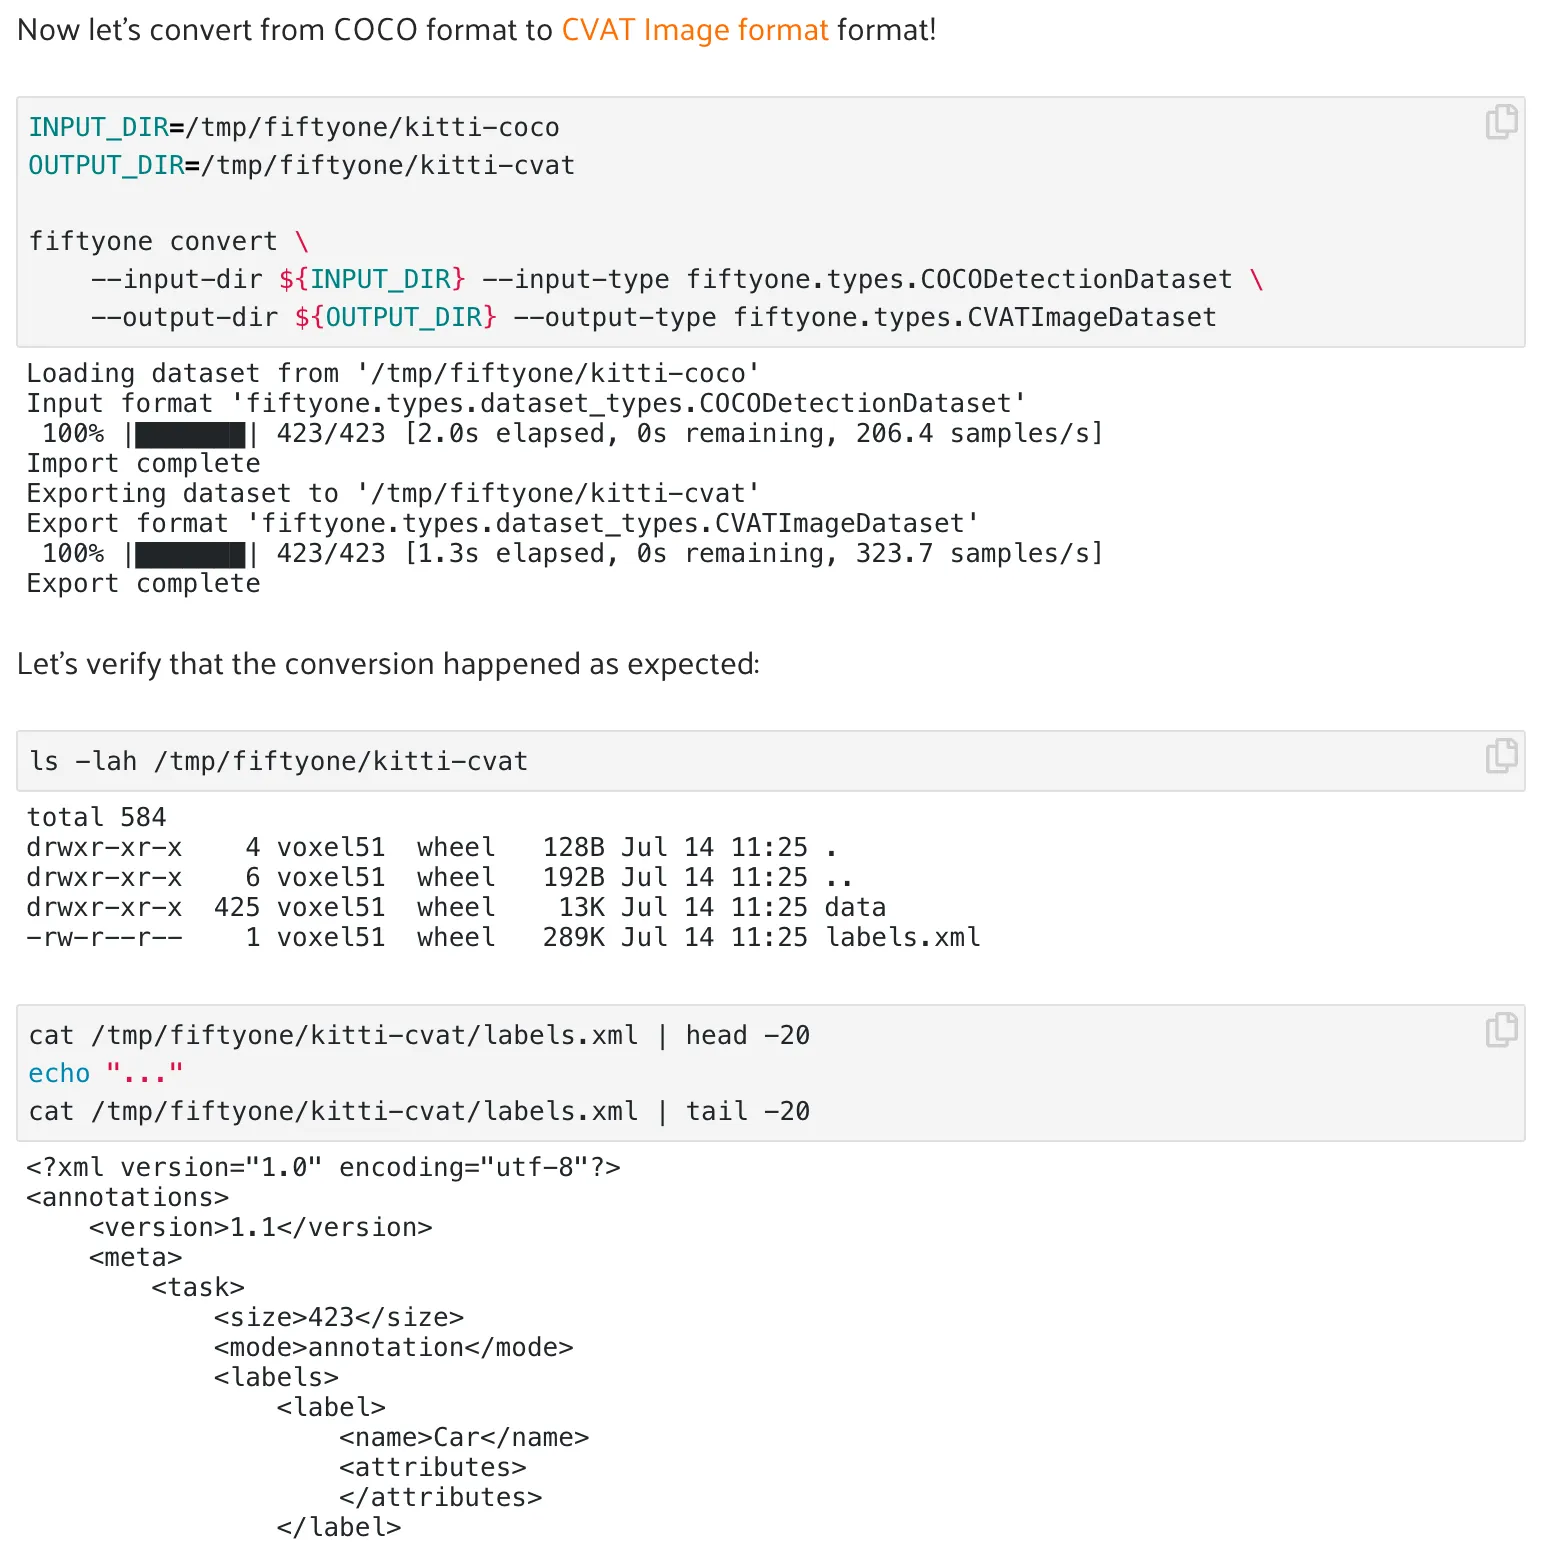 Now let's convert from COCO format to CVAT Image format format!
INPUT_DIR=/tmp/fiftyone/kitti-coco
OUTPUT_DIR=/tmp/fiftyone/kitti-cvat
fiftyone convert \
    --input-dir ${INPUT_DIR} --input-type fiftyone.types.COCODetectionDataset \
    --output-dir ${OUTPUT_DIR} --output-type fiftyone.types.CVATImageDataset
Loading dataset from '/tmp/fiftyone/kitti-coco'
Input format 'fiftyone.types.dataset_types.COCODetectionDataset'
 100% |███████| 423/423 [2.0s elapsed, 0s remaining, 206.4 samples/s]
Import complete
Exporting dataset to '/tmp/fiftyone/kitti-cvat'
Export format 'fiftyone.types.dataset_types.CVATImageDataset'
 100% |███████| 423/423 [1.3s elapsed, 0s remaining, 323.7 samples/s]
Export complete
Let's verify that the conversion happened as expected:
ls -lah /tmp/fiftyone/kitti-cvat
total 584
drwxr-xr-x    4 voxel51  wheel   128B Jul 14 11:25 .
drwxr-xr-x    6 voxel51  wheel   192B Jul 14 11:25 ..
drwxr-xr-x  425 voxel51  wheel    13K Jul 14 11:25 data
-rw-r--r--    1 voxel51  wheel   289K Jul 14 11:25 labels.xml
cat /tmp/fiftyone/kitti-cvat/labels.xml | head -20
echo "..."
cat /tmp/fiftyone/kitti-cvat/labels.xml | tail -20
<?xml version="1.0" encoding="utf-8"?>
<annotations>
    <version>1.1</version>
    <meta>
        <task>
            <size>423</size>
            <mode>annotation</mode>
            <labels>
                <label>
                    <name>Car</name>
                    <attributes>
                    </attributes>
                </label>